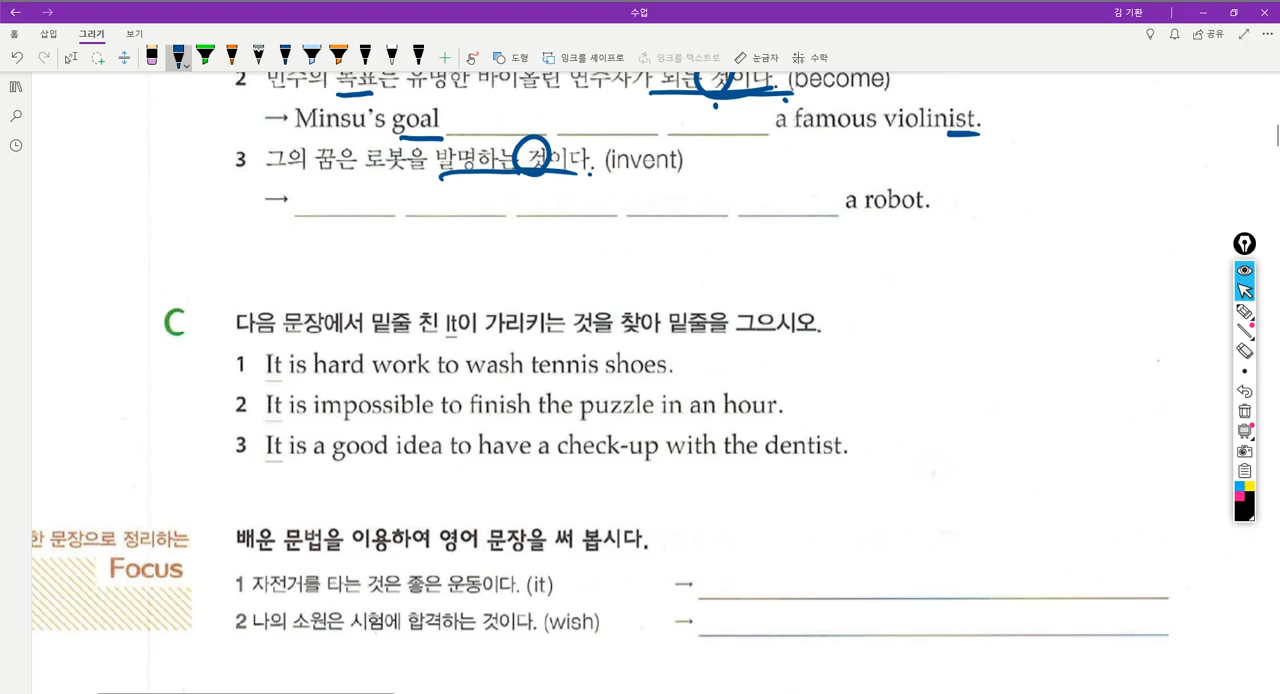 수업
김 기환
홈 삽입 그리기 보기
공유
도형 잉크를 셰이프로 잉크를 텍스트로 눈금자 수학
2 민수의 목표는 유명한 바이올린 연주자가 되는 것이다. (become)
→ Minsu's goal a famous violinist.
3 그의 꿈은 로봇을 발명하는 것이다. (invent)
→ a robot.
C 다음 문장에서 밑줄 친 It이 가리키는 것을 찾아 밑줄을 그으시오.
1 It is hard work to wash tennis shoes.
2 It is impossible to finish the puzzle in an hour.
3 It is a good idea to have a check-up with the dentist.
한 문장으로 정리하는
Focus
배운 문법을 이용하여 영어 문장을 써 봅시다.
1 자전거를 타는 것은 좋은 운동이다. (it) →
2 나의 소원은 시험에 합격하는 것이다. (wish) →